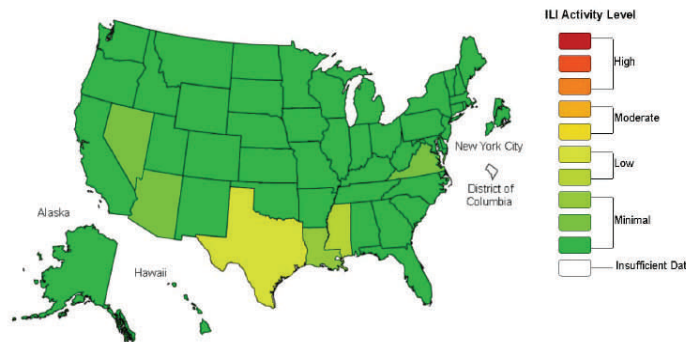 ILI Activity Level
High
Moderate
New York City
Low
District of
Columbia
Alaska
Minimal
Hawaii
Insufficient Dat